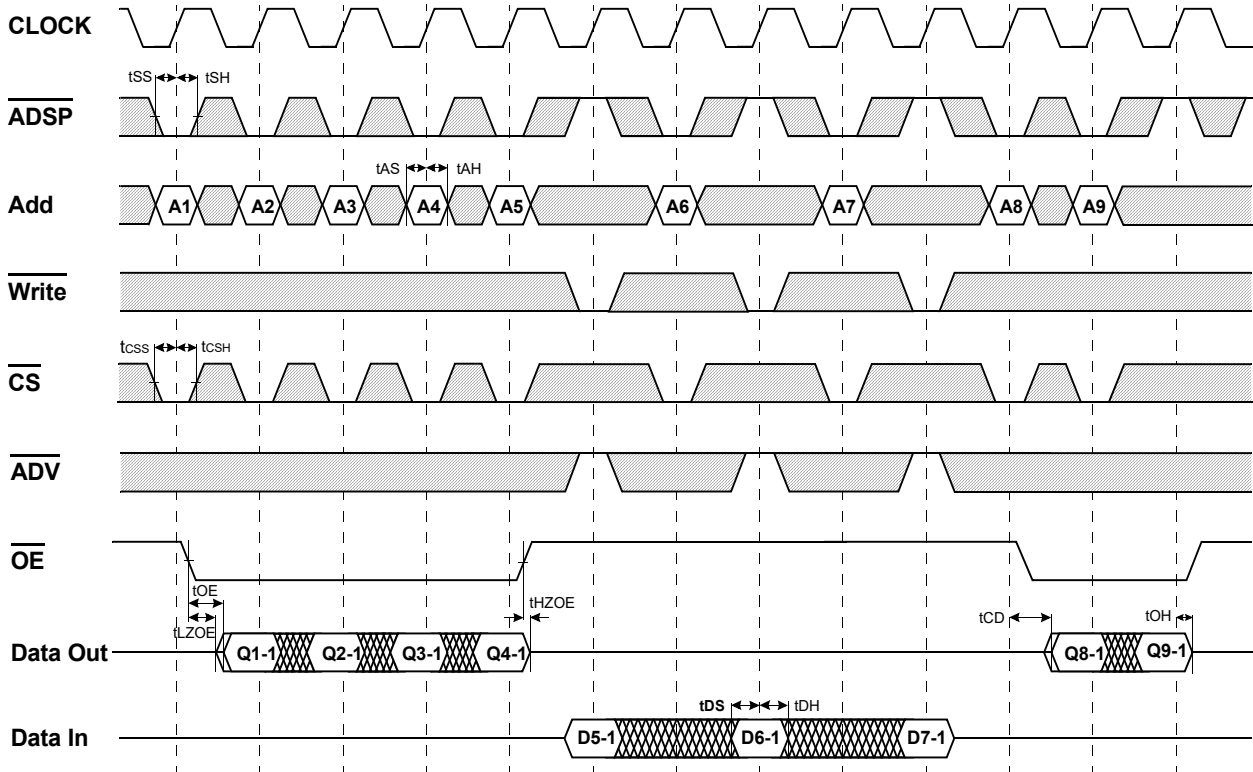 CLOCK
tSS tSH
ADSP
tAS tAH
Add A1 A2 A3 A4 A5 A6 A7 A8 A9
Write
tCSS tCSH
CS
ADV
OE
tOE
tHZOE tCD tOH
tLZOE
Data Out Q1-1 Q2-1 Q3-1 Q4-1 Q8-1 Q9-1
tDS tDH
Data In D5-1 D6-1 D7-1